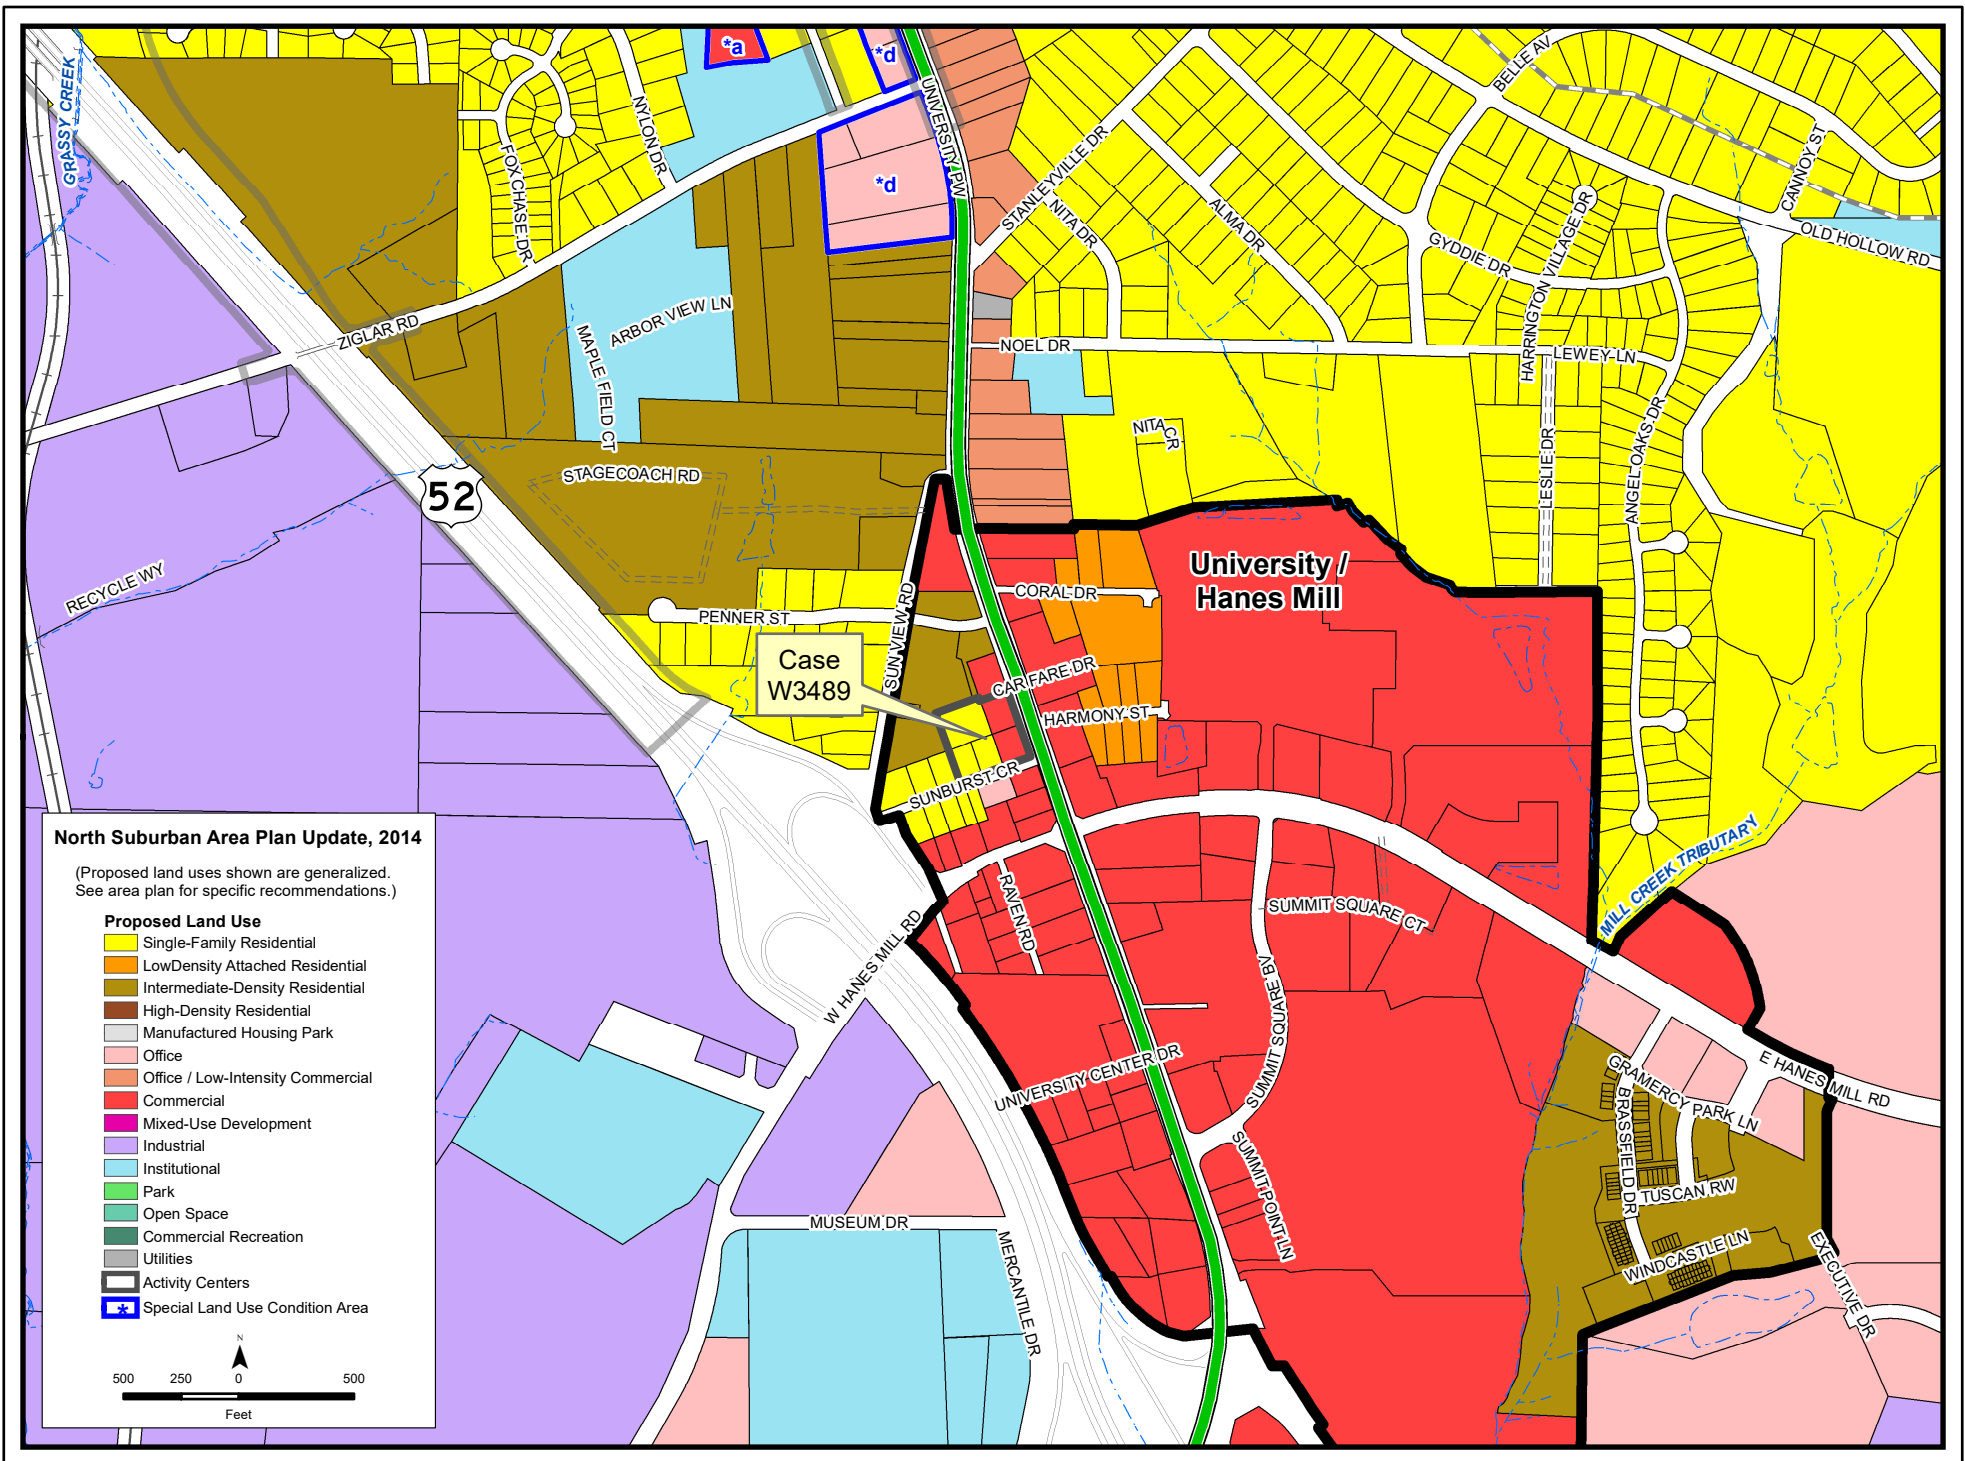 GRASSY CREEK
*a
*d
UNIVERSITY PW
BELLE AV
NYLON DR
FOXCHASE DR
STANLEYVILLE DR
CANNOY ST
*d
NITA DR
ALMA DR
GYDDIE DR
HARRINGTON VILLAGE DR
OLD HOLLOW RD
ZIGLAR RD
ARBOR VIEW LN
MAPLE FIELD CT
NOEL DR
LEWEY LN
NITA CR
ANGEL OAKS DR
LESLIE DR
STAGECOACH RD
52
RECYCLE WY
University /
Hanes Mill
CORAL DR
PENNER ST
SUN VIEW RD
Case
W3489
CAR FARE DR
HARMONY ST
SUNBURST CR
MILL CREEK TRIBUTARY
RAVEN RD
SUMMIT SQUARE CT
W HANES MILL RD
SUMMIT SQUARE BV
UNIVERSITY CENTER DR
E HANES MILL RD
GRAMERCY PARK LN
BRASSFIELD DR
SUMMIT POINT LN
TUSCAN RW
WINDCASTLE LN
EXECUTIVE DR
MUSEUM DR
MERCANTILE DR
North Suburban Area Plan Update, 2014
(Proposed land uses shown are generalized.
See area plan for specific recommendations.)
Proposed Land Use
Single-Family Residential
LowDensity Attached Residential
Intermediate-Density Residential
High-Density Residential
Manufactured Housing Park
Office
Office / Low-Intensity Commercial
Commercial
Mixed-Use Development
Industrial
Institutional
Park
Open Space
Commercial Recreation
Utilities
Activity Centers
* Special Land Use Condition Area
N
500 250 0 500
Feet